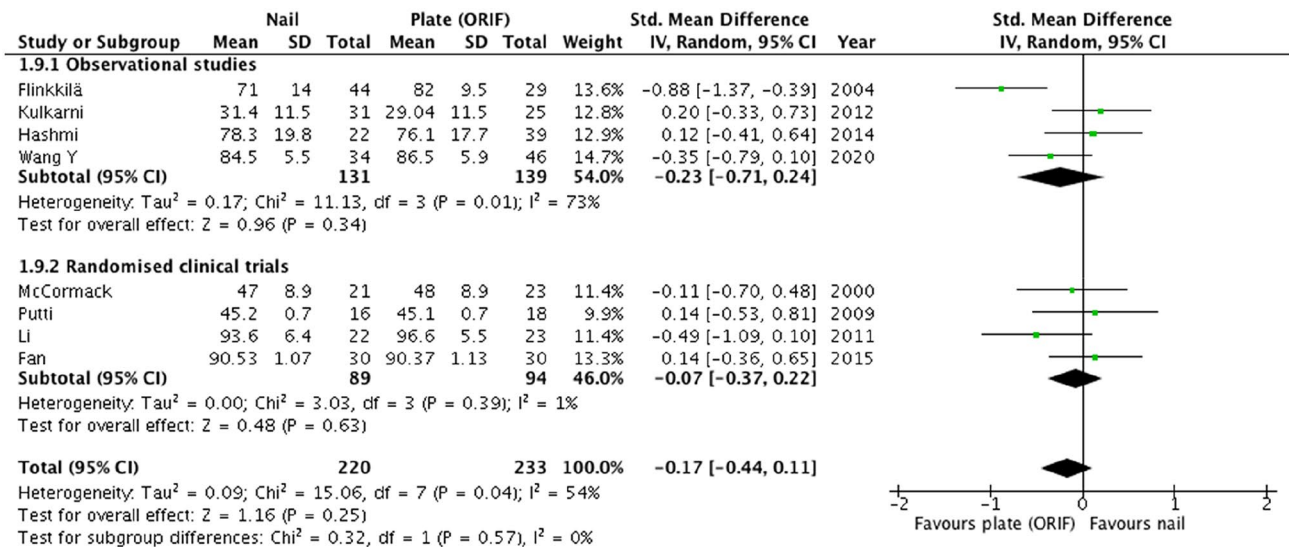 Nail Plate (ORIF) Std. Mean Difference Std. Mean Difference
Study or Subgroup Mean SD Total Mean SD Total Weight IV, Random, 95% CI Year IV, Random, 95% CI
1.9.1 Observational studies
Flinkkilä 71 14 44 82 9.5 29 13.6% -0.88 [-1.37, -0.39] 2004
Kulkarni 31.4 11.5 31 29.04 11.5 25 12.8% 0.20 [-0.33, 0.73] 2012
Hashmi 78.3 19.8 22 76.1 17.7 39 12.9% 0.12 [-0.41, 0.64] 2014
Wang Y 84.5 5.5 34 86.5 5.9 46 14.7% -0.35 [-0.79, 0.10] 2020
Subtotal (95% CI) 131 139 54.0% -0.23 [-0.71, 0.24]
Heterogeneity: Tau² = 0.17; Chi² = 11.13, df = 3 (P = 0.01); I² = 73%
Test for overall effect: Z = 0.96 (P = 0.34)
1.9.2 Randomised clinical trials
McCormack 47 8.9 21 48 8.9 23 11.4% -0.11 [-0.70, 0.48] 2000
Putti 45.2 0.7 16 45.1 0.7 18 9.9% 0.14 [-0.53, 0.81] 2009
Li 93.6 6.4 22 96.6 5.5 23 11.4% -0.49 [-1.09, 0.10] 2011
Fan 90.53 1.07 30 90.37 1.13 30 13.3% 0.14 [-0.36, 0.65] 2015
Subtotal (95% CI) 89 94 46.0% -0.07 [-0.37, 0.22]
Heterogeneity: Tau² = 0.00; Chi² = 3.03, df = 3 (P = 0.39); I² = 1%
Test for overall effect: Z = 0.48 (P = 0.63)
Total (95% CI) 220 233 100.0% -0.17 [-0.44, 0.11]
Heterogeneity: Tau² = 0.09; Chi² = 15.06, df = 7 (P = 0.04); I² = 54%
Test for overall effect: Z = 1.16 (P = 0.25)
Test for subgroup differences: Chi² = 0.32, df = 1 (P = 0.57), I² = 0%
-2 -1 0 1 2
Favours plate (ORIF) Favours nail